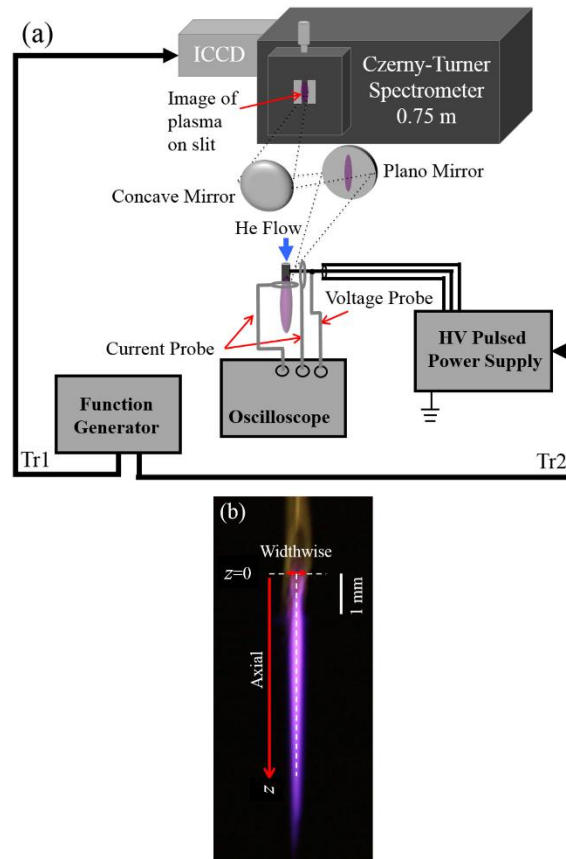 (a)
ICCD
Czerny-Turner
Spectrometer
0.75 m
Image of
plasma
on slit
Plano Mirror
Concave Mirror
He Flow
Voltage Probe
HV Pulsed
Power Supply
Current Probe
Function
Generator
Oscilloscope
Tr1
Tr2
(b)
Widthwise
z=0
1 mm
Axial
z